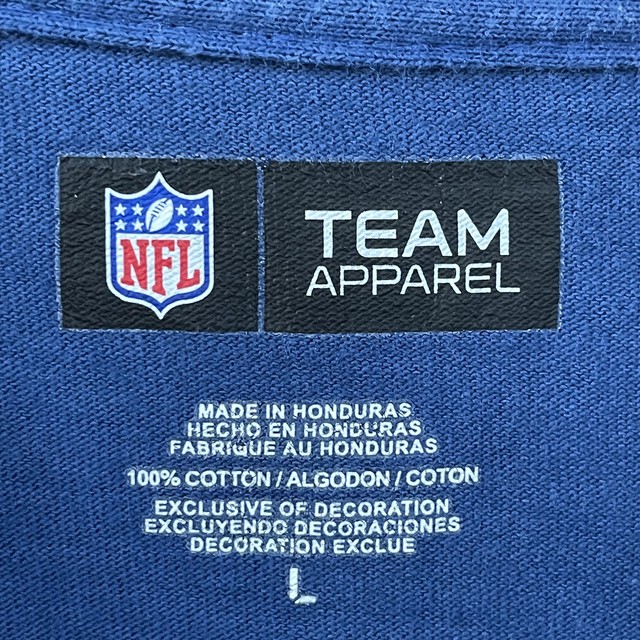 NFL
TEAM
APPAREL
MADE IN HONDURAS
HECHO EN HONDURAS
FABRIQUE AU HONDURAS
100% COTTON / ALGODON / COTON
EXCLUSIVE OF DECORATION
EXCLUYENDO DECORACIONES
DECORATION EXCLUE
L